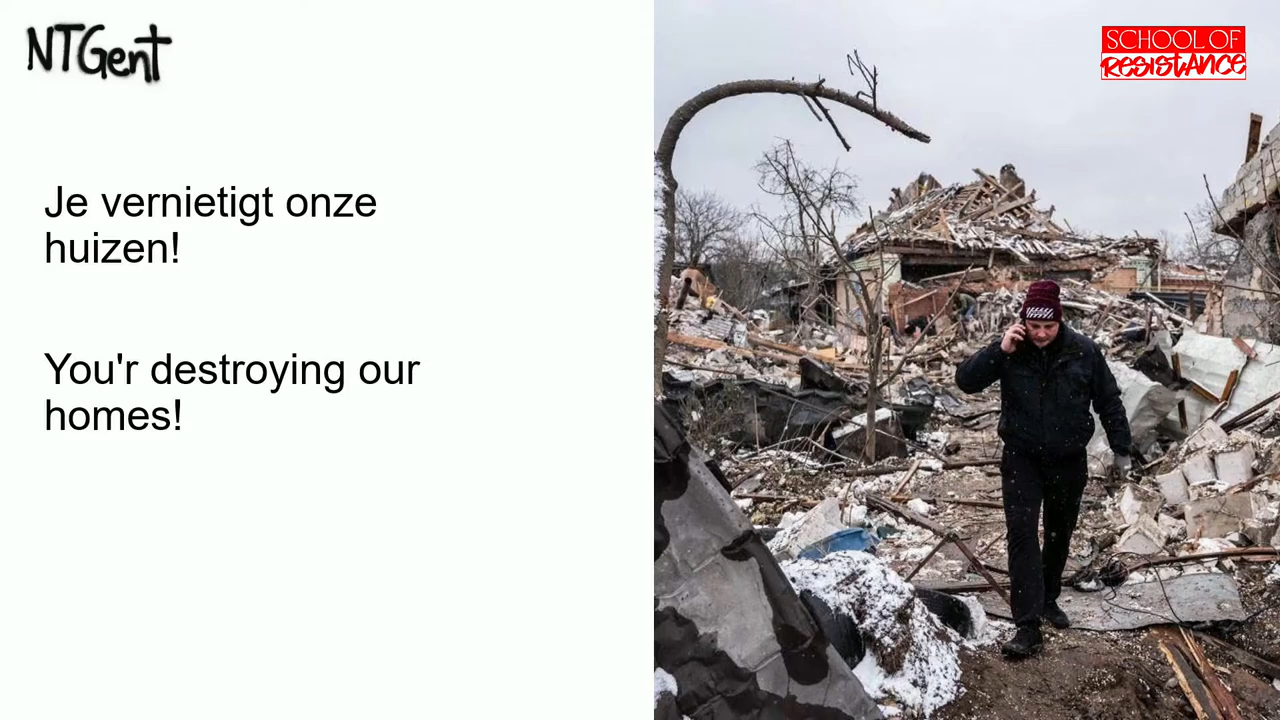 NTGent
SCHOOL OF
RESISTANCE
Je vernietigt onze
huizen!
You'r destroying our
homes!